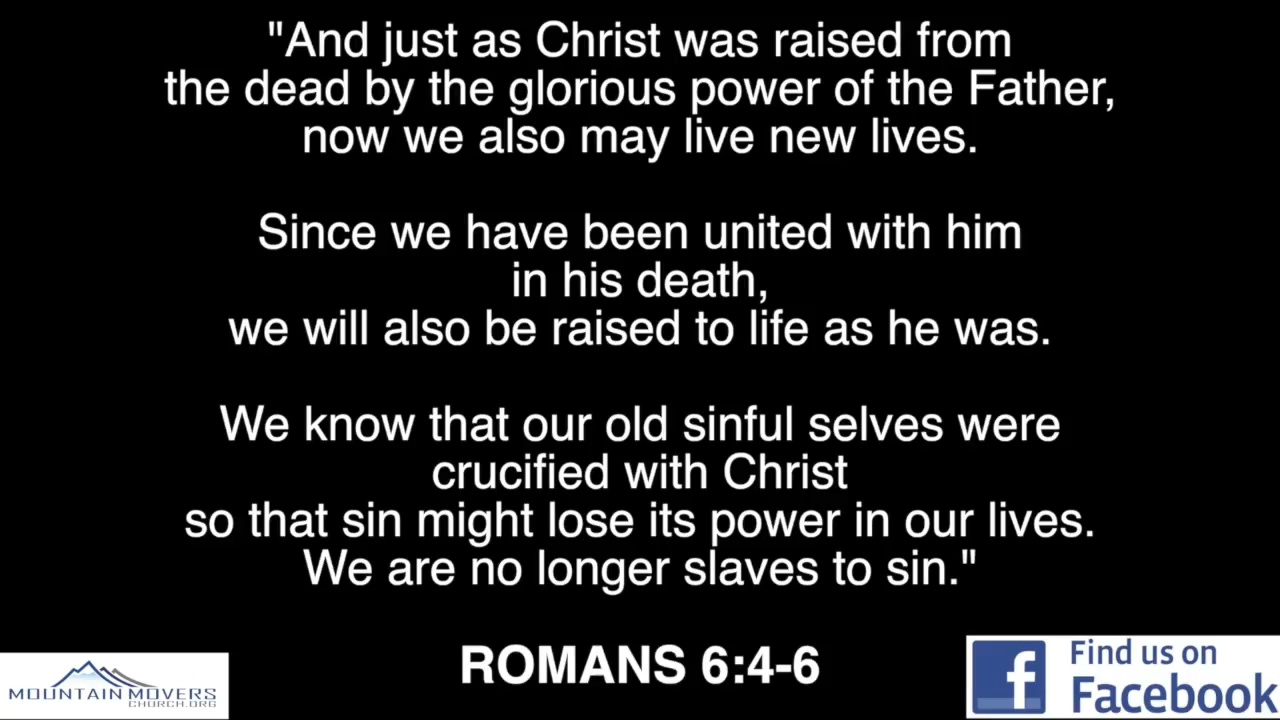 "And just as Christ was raised from
the dead by the glorious power of the Father,
now we also may live new lives.
Since we have been united with him
in his death,
we will also be raised to life as he was.
We know that our old sinful selves were
crucified with Christ
so that sin might lose its power in our lives.
We are no longer slaves to sin."
ROMANS 6:4-6
MOUNTAIN MOVERS
CHURCH.ORG
f
Find us on
Facebook